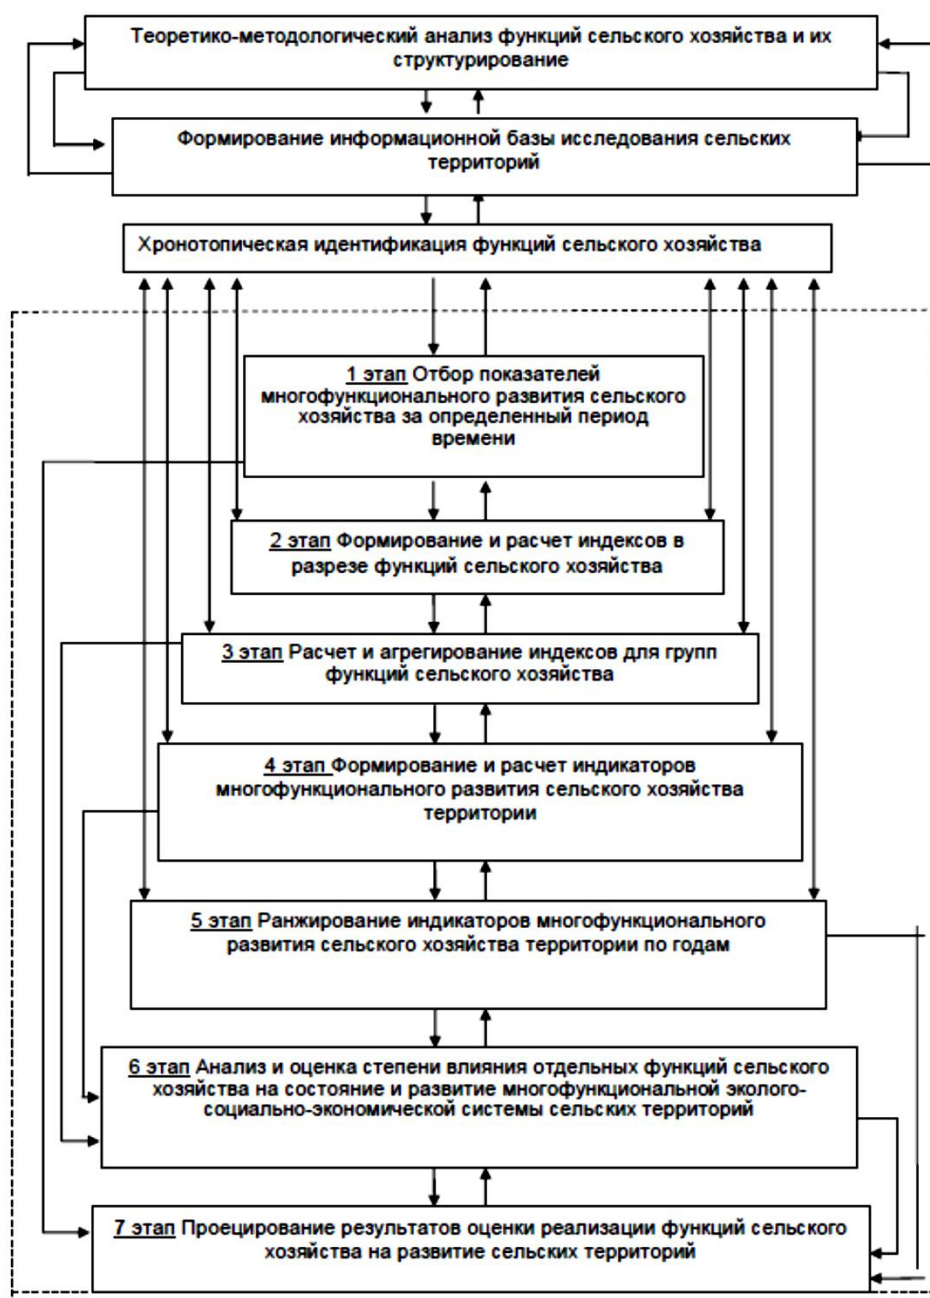 Теоретико-методологический анализ функций сельского хозяйства и их
структурирование
Формирование информационной базы исследования сельских
территорий
Хронотопическая идентификация функций сельского хозяйства
1 этап Отбор показателей
многофункционального развития сельского
хозяйства за определенный период
времени
2 этап Формирование и расчет индексов в
разрезе функций сельского хозяйства
3 этап Расчет и агрегирование индексов для групп
функций сельского хозяйства
4 этап Формирование и расчет индикаторов
многофункционального развития сельского хозяйства
территории
5 этап Ранжирование индикаторов многофункционального
развития сельского хозяйства территории по годам
6 этап Анализ и оценка степени влияния отдельных функций сельского
хозяйства на состояние и развитие многофункциональной эколого-
социально-экономической системы сельских территорий
7 этап Проецирование результатов оценки реализации функций сельского
хозяйства на развитие сельских территорий